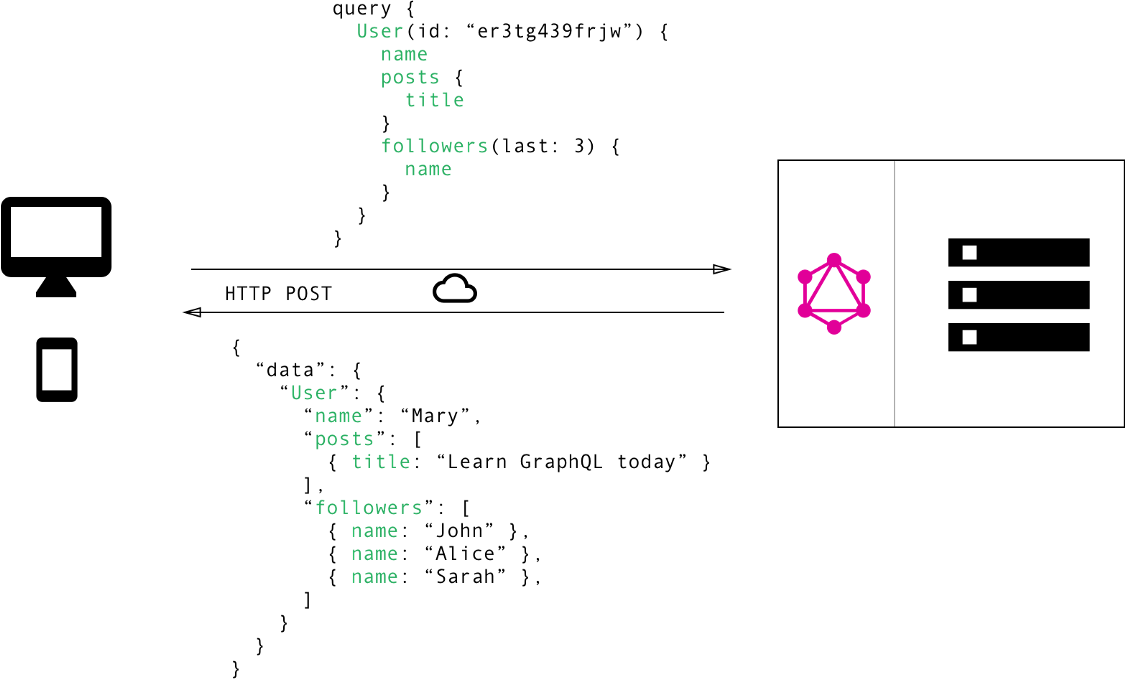 query {
  User(id: “er3tg439frjw”) {
    name
    posts {
      title
    }
    followers(last: 3) {
      name
    }
  }
}
HTTP POST
{
  “data”: {
    “User”: {
      “name”: “Mary”,
      “posts”: [
        { title: “Learn GraphQL today” }
      ],
      “followers”: [
        { name: “John” },
        { name: “Alice” },
        { name: “Sarah” },
      ]
    }
  }
}